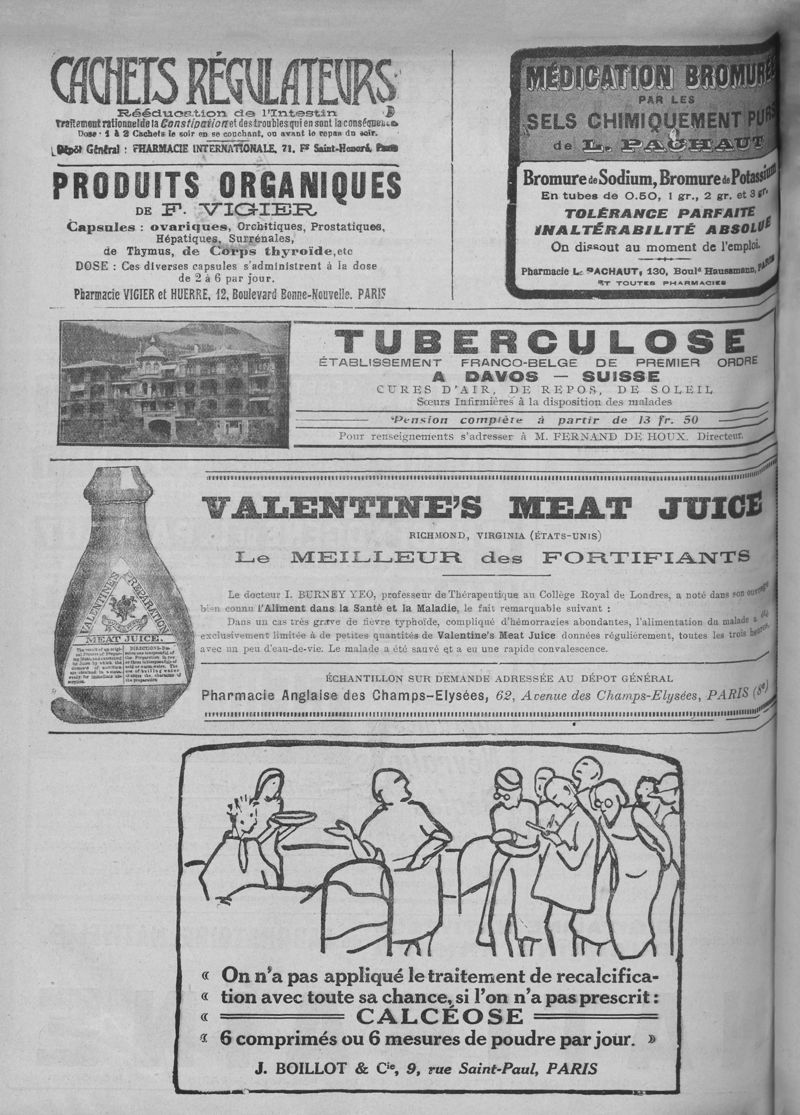 CACHETS RÉGULATEURS
Rééducation de l'Intestin
Traitement rationnel de la Constipation et des troubles qui en sont la conséquence
Dose : 1 à 2 Cachets le soir en se couchant, ou avant le repas du soir.
Dépôt Général : PHARMACIE INTERNATIONALE, 71, Fg Saint-Honoré, Paris
PRODUITS ORGANIQUES
DE F. VIGIER
Capsules : ovariques, Orchitiques, Prostatiques,
Hépatiques, Surrénales,
de Thymus, de Corps thyroïde, etc
DOSE : Ces diverses capsules s'administrent à la dose
de 2 à 6 par jour.
Pharmacie VIGIER et HUERRE, 12, Boulevard Bonne-Nouvelle. PARIS
MÉDICATION BROMURÉE
PAR LES
SELS CHIMIQUEMENT PURS
de L. PACHAUT
Bromure de Sodium, Bromure de Potassium
En tubes de 0.50, 1 gr., 2 gr. et 3 gr.
TOLÉRANCE PARFAITE
INALTÉRABILITÉ ABSOLUE
On dissout au moment de l'emploi.
Pharmacie L. PACHAUT, 130, Bould Haussmann, PARIS
ET TOUTES PHARMACIES
TUBERCULOSE
ÉTABLISSEMENT FRANCO-BELGE DE PREMIER ORDRE
A DAVOS — SUISSE
CURES D'AIR, DE REPOS, DE SOLEIL
Sœurs Infirmières à la disposition des malades
Pension complète à partir de 13 fr. 50
Pour renseignements s'adresser à M. FERNAND DE HOUX. Directeur.
VALENTINE'S MEAT JUICE
RICHMOND, VIRGINIA (ÉTATS-UNIS)
Le MEILLEUR des FORTIFIANTS
Le docteur I. BURNEY YEO, professeur de Thérapeutique au Collège Royal de Londres, a noté dans son ouvrage
bien connu l'Aliment dans la Santé et la Maladie, le fait remarquable suivant :
Dans un cas très grave de fièvre typhoïde, compliqué d'hémorragies abondantes, l'alimentation du malade a été
exclusivement limitée à de petites quantités de Valentine's Meat Juice données régulièrement, toutes les trois heures,
avec un peu d'eau-de-vie. Le malade a été sauvé et a eu une rapide convalescence.
ÉCHANTILLON SUR DEMANDE ADRESSÉE AU DÉPOT GÉNÉRAL
Pharmacie Anglaise des Champs-Elysées, 62, Avenue des Champs-Elysées, PARIS (8e)
VALENTINE'S PREPARATION
MEAT JUICE.
« On n'a pas appliqué le traitement de recalcifica-
« tion avec toute sa chance, si l'on n'a pas prescrit :
« CALCÉOSE
« 6 comprimés ou 6 mesures de poudre par jour. »
J. BOILLOT & Cie, 9, rue Saint-Paul, PARIS